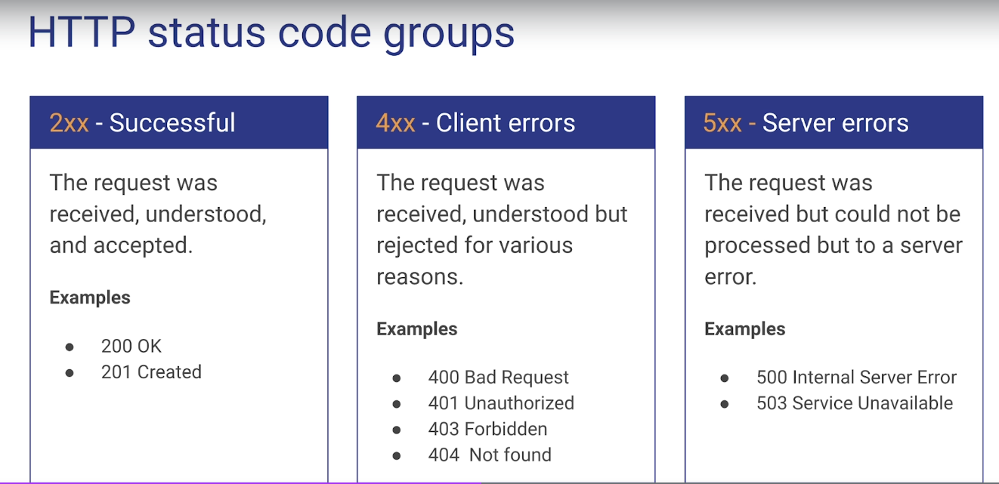 HTTP status code groups
2xx - Successful
The request was
received, understood,
and accepted.
Examples
● 200 OK
● 201 Created
4xx - Client errors
The request was
received, understood but
rejected for various
reasons.
Examples
● 400 Bad Request
● 401 Unauthorized
● 403 Forbidden
● 404  Not found
5xx - Server errors
The request was
received but could not be
processed but to a server
error.
Examples
● 500 Internal Server Error
● 503 Service Unavailable